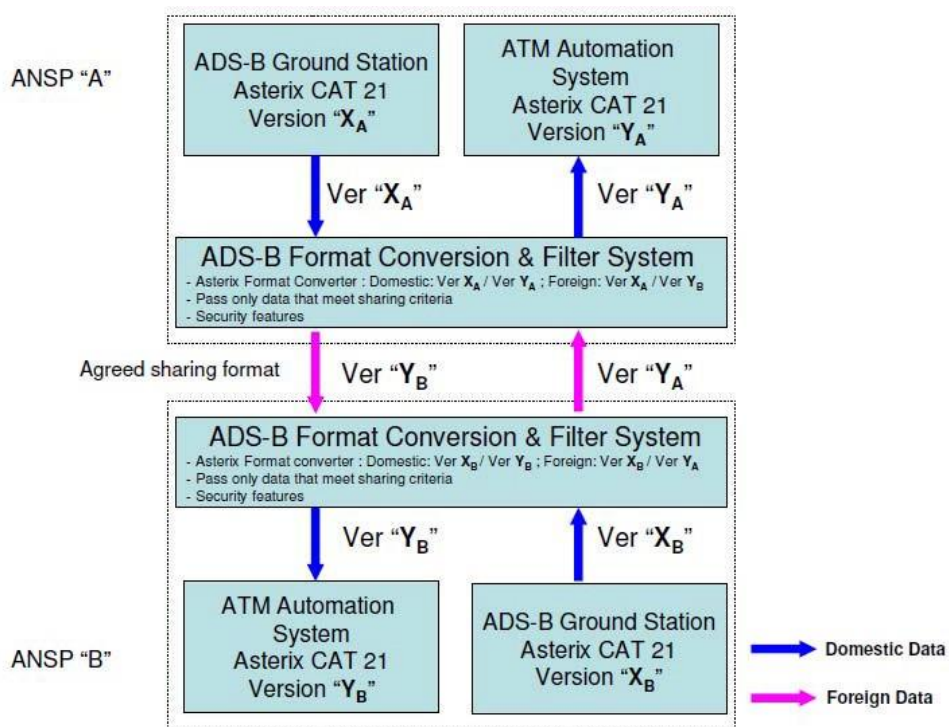 ANSP “A”
ADS-B Ground Station
Asterix CAT 21
Version “XA”
ATM Automation
System
Asterix CAT 21
Version “YA”
Ver “XA”
Ver “YA”
ADS-B Format Conversion & Filter System
- Asterix Format Converter : Domestic: Ver XA / Ver YA ; Foreign: Ver XA / Ver YB
- Pass only data that meet sharing criteria
- Security features
Agreed sharing format
Ver “YB”
Ver “YA”
ADS-B Format Conversion & Filter System
- Asterix Format converter : Domestic: Ver XB / Ver YB ; Foreign: Ver XB / Ver YA
- Pass only data that meet sharing criteria
- Security features
Ver “YB”
Ver “XB”
ANSP “B”
ATM Automation
System
Asterix CAT 21
Version “YB”
ADS-B Ground Station
Asterix CAT 21
Version “XB”
Domestic Data
Foreign Data